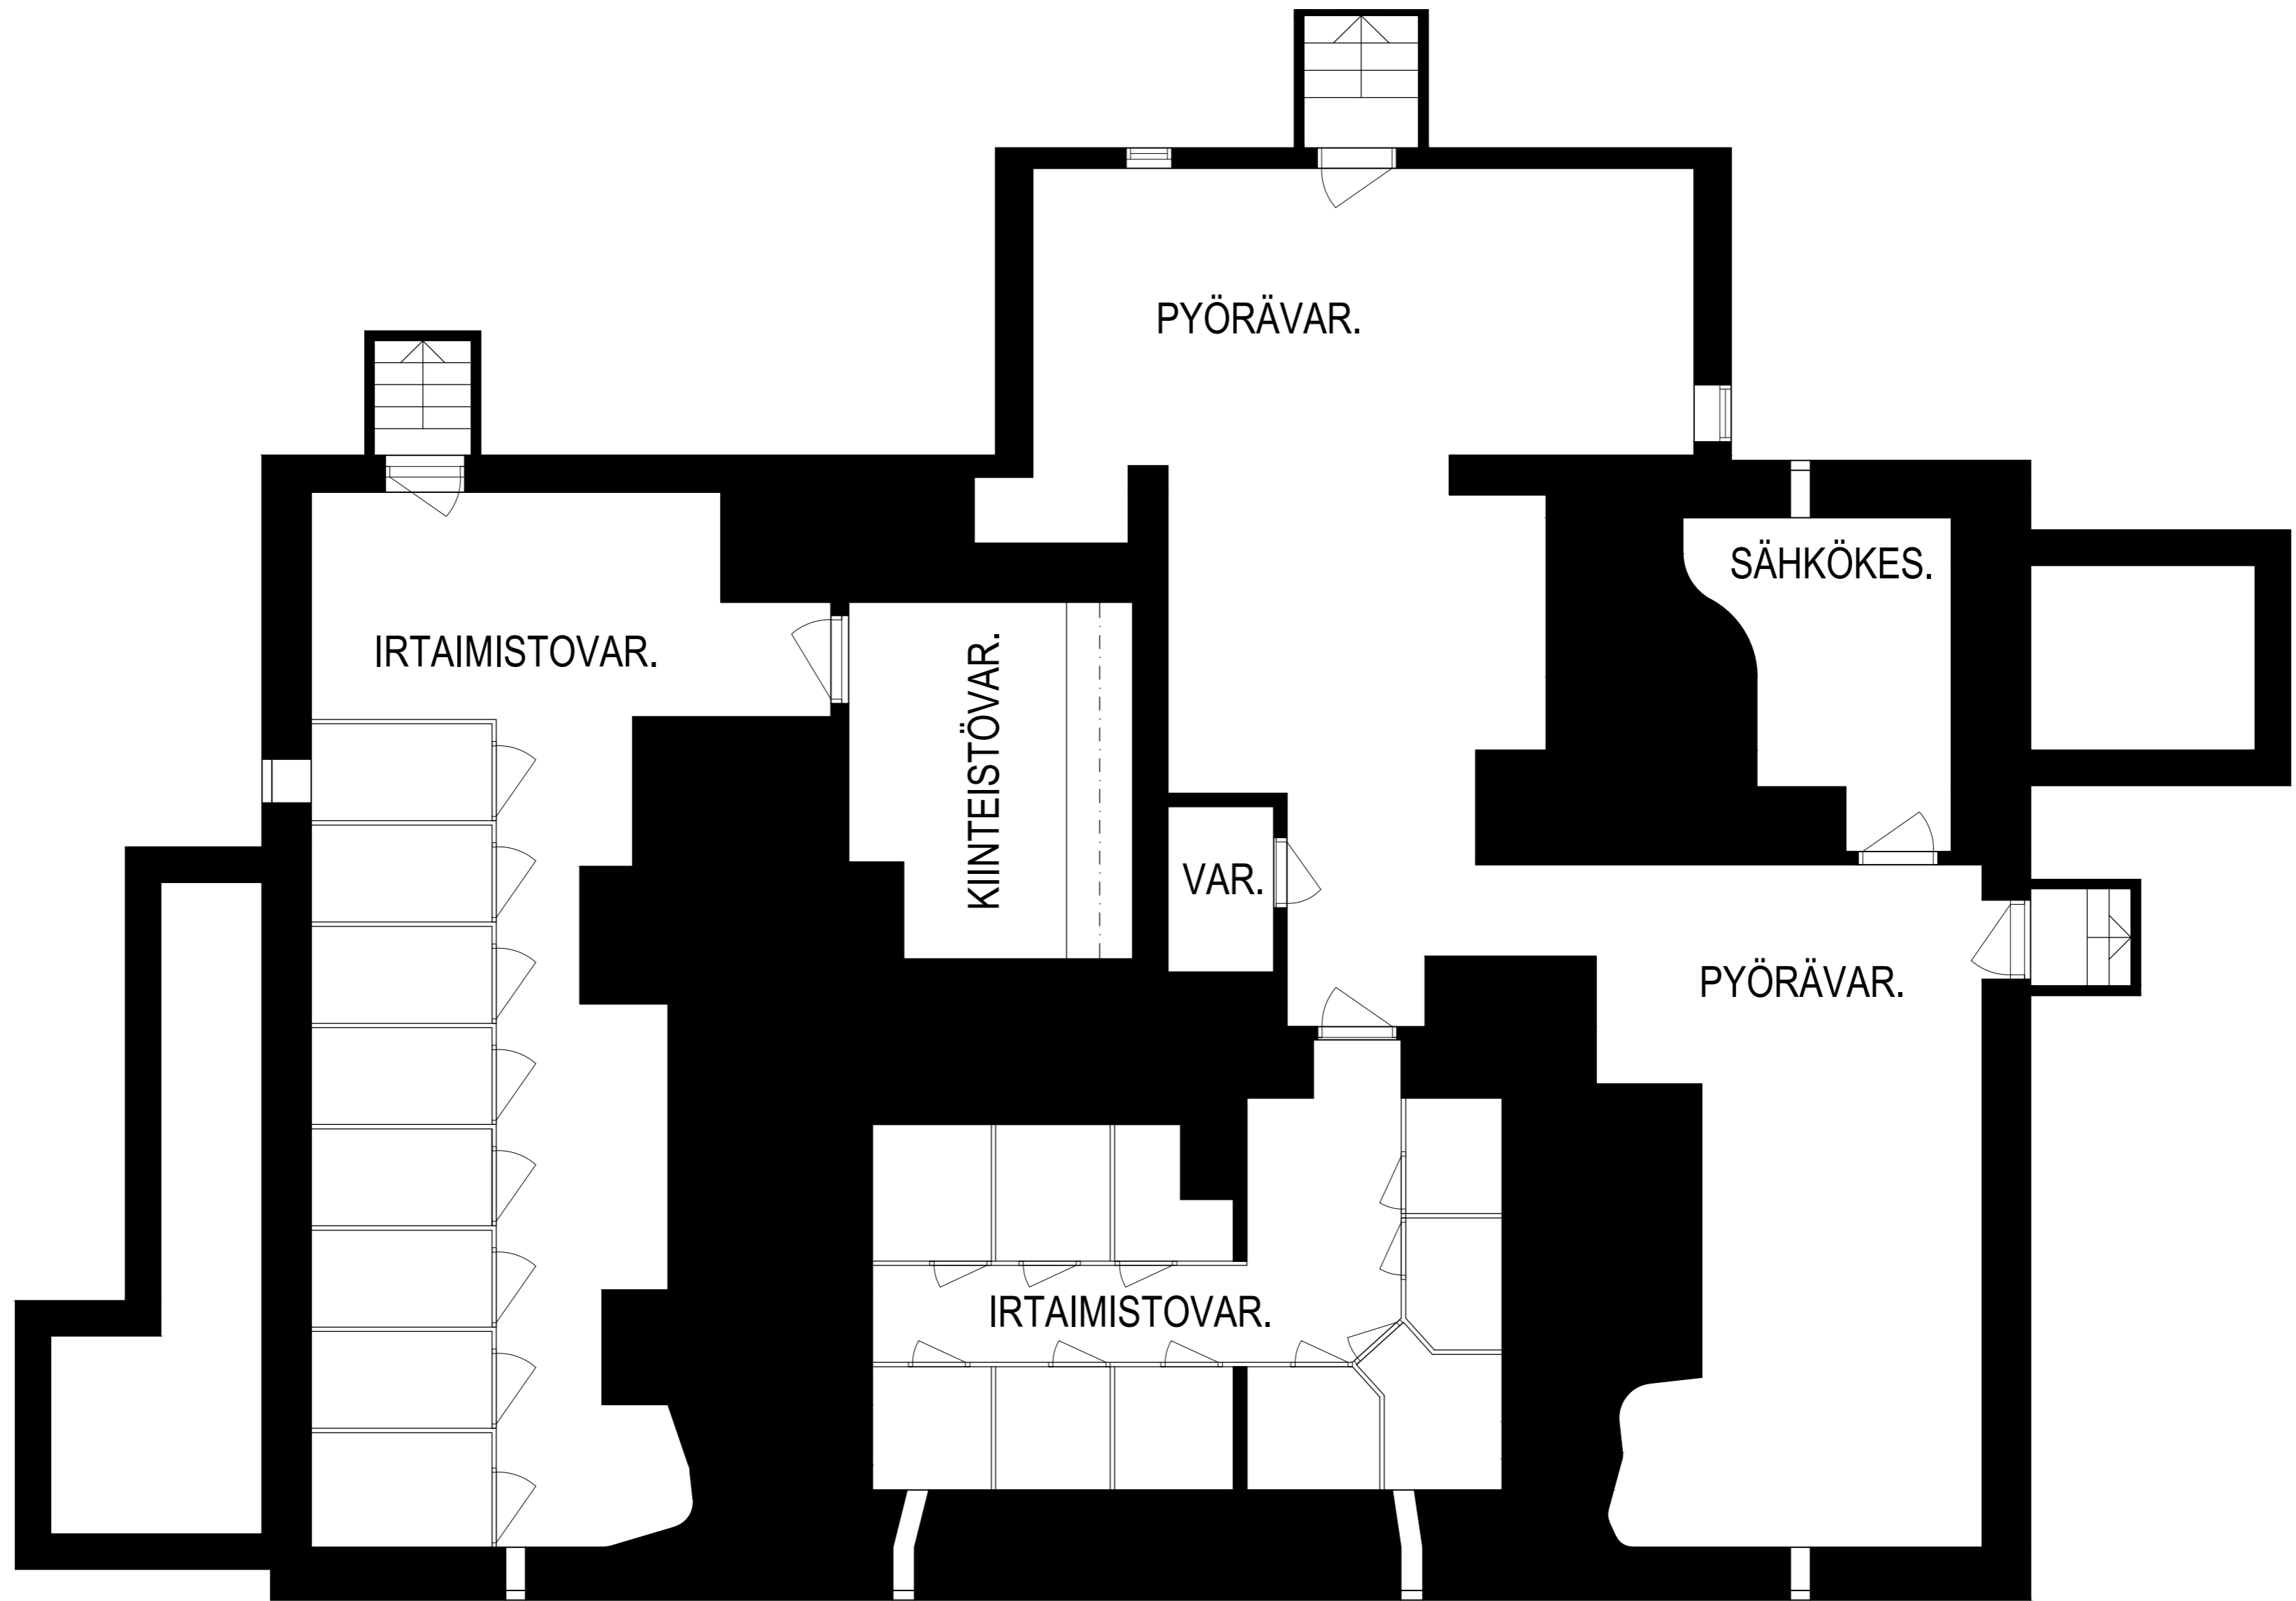 PYÖRÄVAR.
SÄHKÖKES.
IRTAIMISTOVAR.
KIINTEISTÖVAR.
VAR.
PYÖRÄVAR.
IRTAIMISTOVAR.